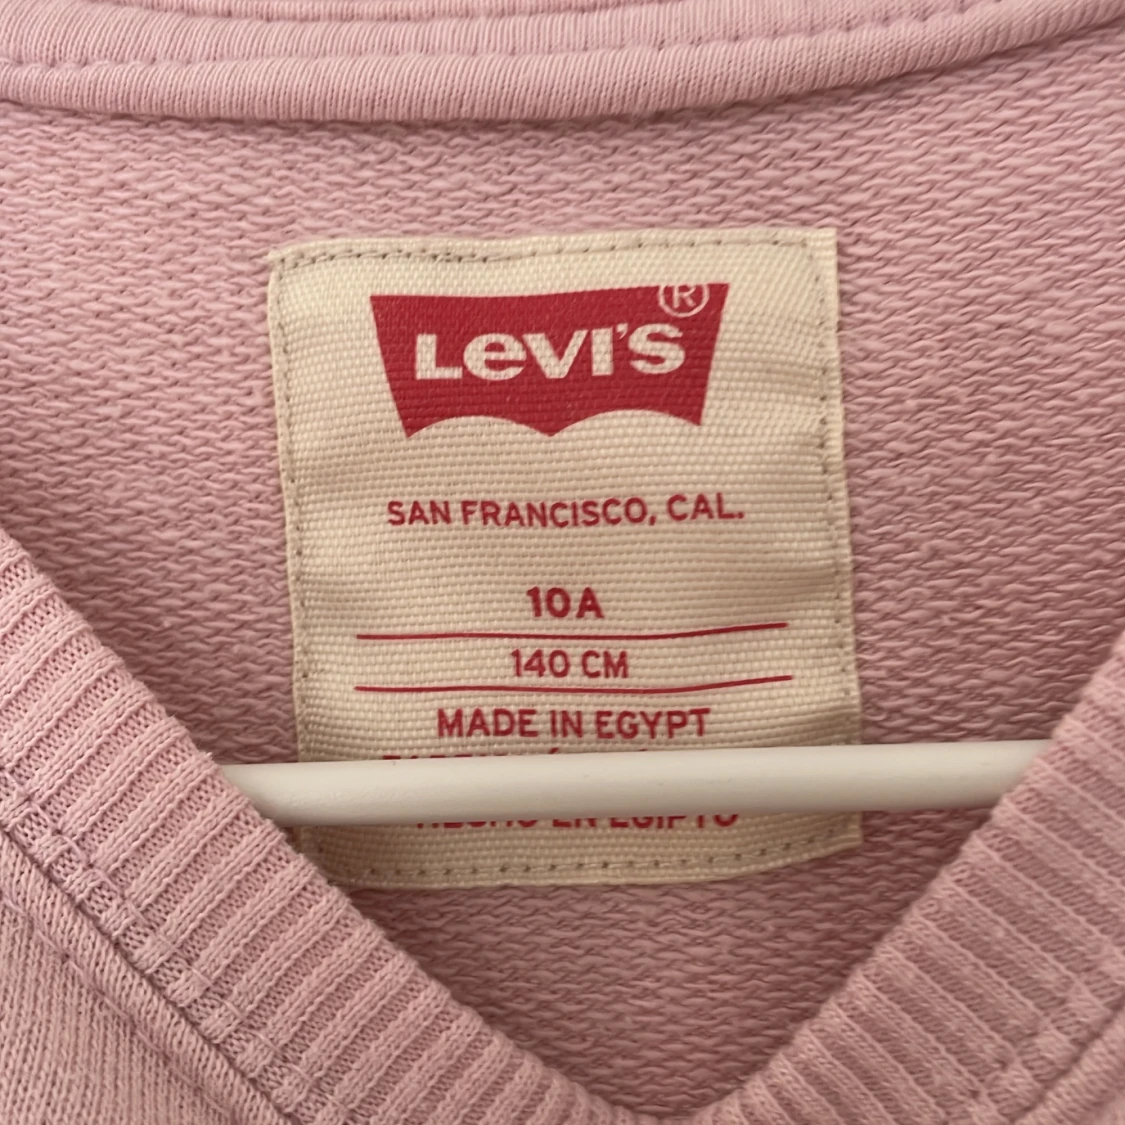 LEVI'S ®
SAN FRANCISCO, CAL.
10A
140 CM
MADE IN EGYPT
HECHO EN EGIPTO